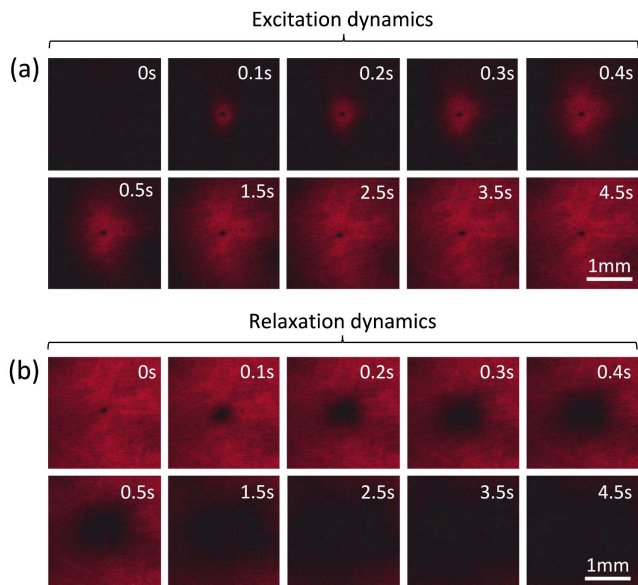 Excitation dynamics
(a)
0s 0.1s 0.2s 0.3s 0.4s
0.5s 1.5s 2.5s 3.5s 4.5s
1mm
Relaxation dynamics
(b)
0s 0.1s 0.2s 0.3s 0.4s
0.5s 1.5s 2.5s 3.5s 4.5s
1mm